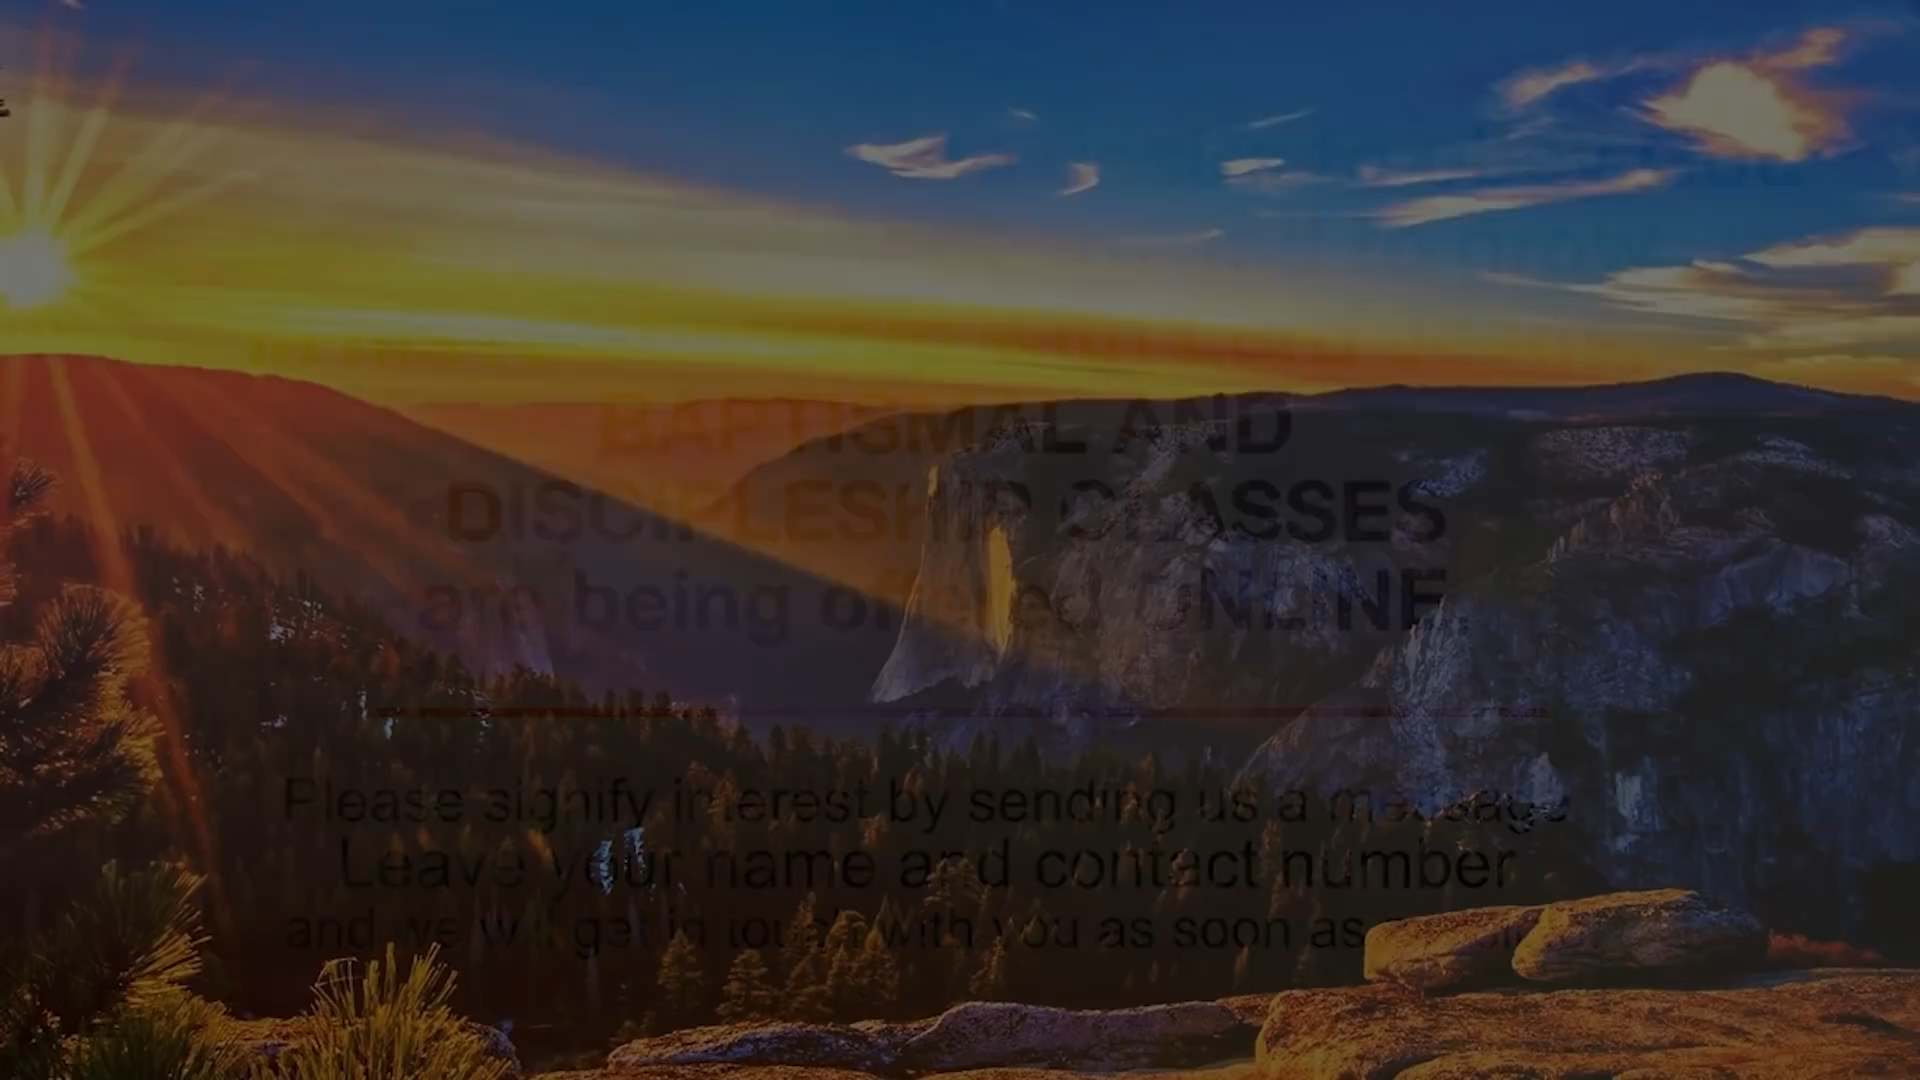 BAPTISMAL AND
DISCIPLESHIP CLASSES
are being offered ONLINE.
Please signify interest by sending us a message
Leave your name and contact number
and we will get in touch with you as soon as